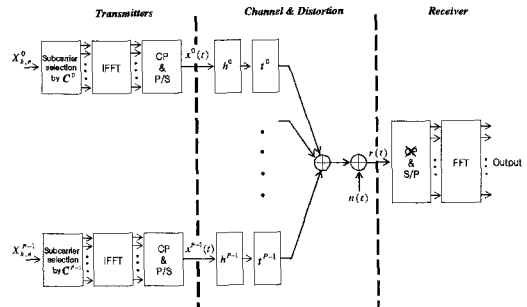 Transmitters
Channel & Distortion
Receiver
X^0_{k,n}
Subcarrier
selection
by C^0
IFFT
CP
&
P/S
x^0(t)
h^0
t^0
r(t)
n(t)
CP
&
S/P
FFT
Output
X^{P-1}_{k,n}
Subcarrier
selection
by C^{P-1}
IFFT
CP
&
P/S
x^{P-1}(t)
h^{P-1}
t^{P-1}